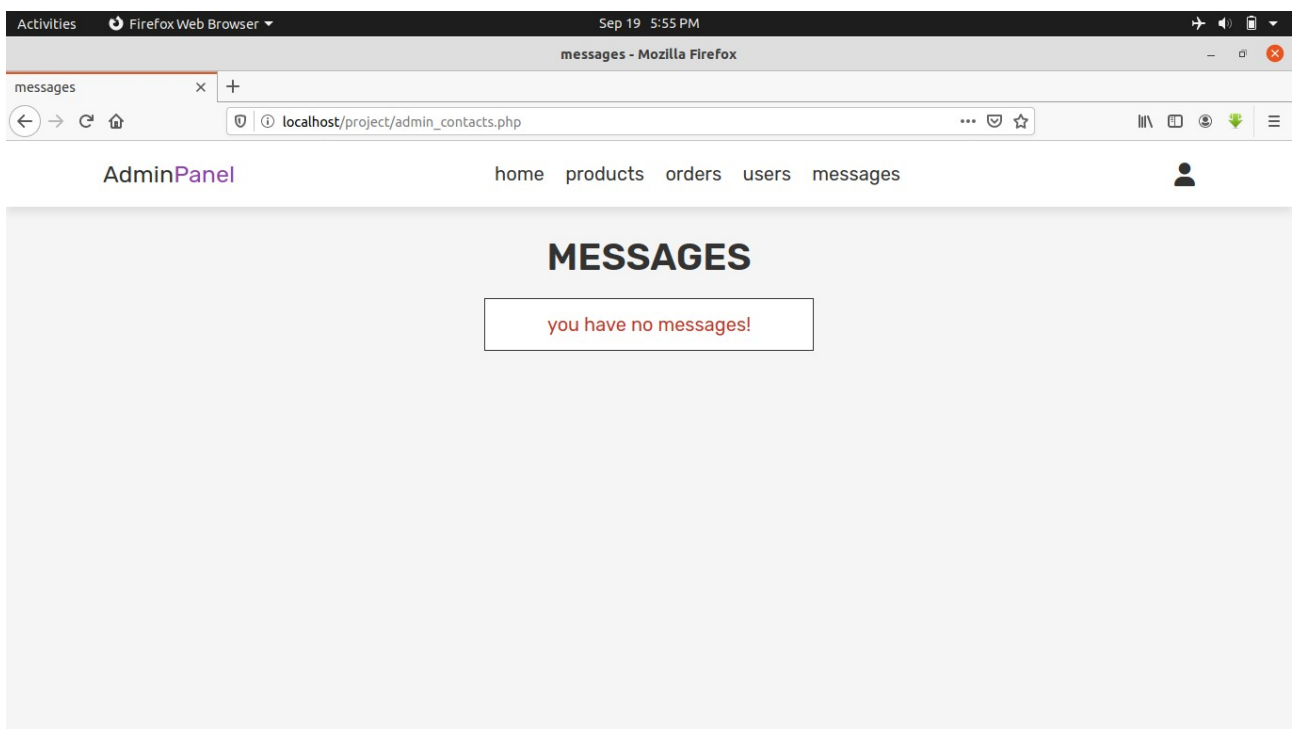 Activities Firefox Web Browser Sep 19 5:55 PM
messages - Mozilla Firefox
messages
localhost/project/admin_contacts.php
AdminPanel home products orders users messages
MESSAGES
you have no messages!